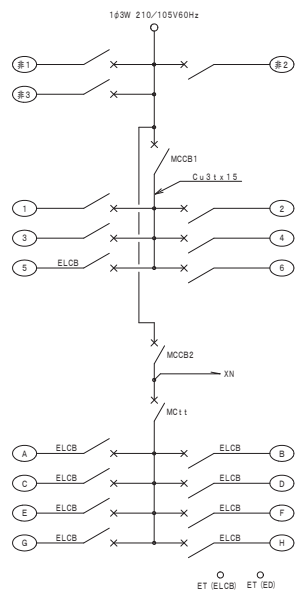 1φ3W 210/105V60Hz
非1 非2
非3
MCCB1
Cu3tx15
1 2
3 4
5 ELCB 6
MCCB2
XN
MCtt
A ELCB ELCB B
C ELCB ELCB D
E ELCB ELCB F
G ELCB ELCB H
ET (ELCB) ET (ED)